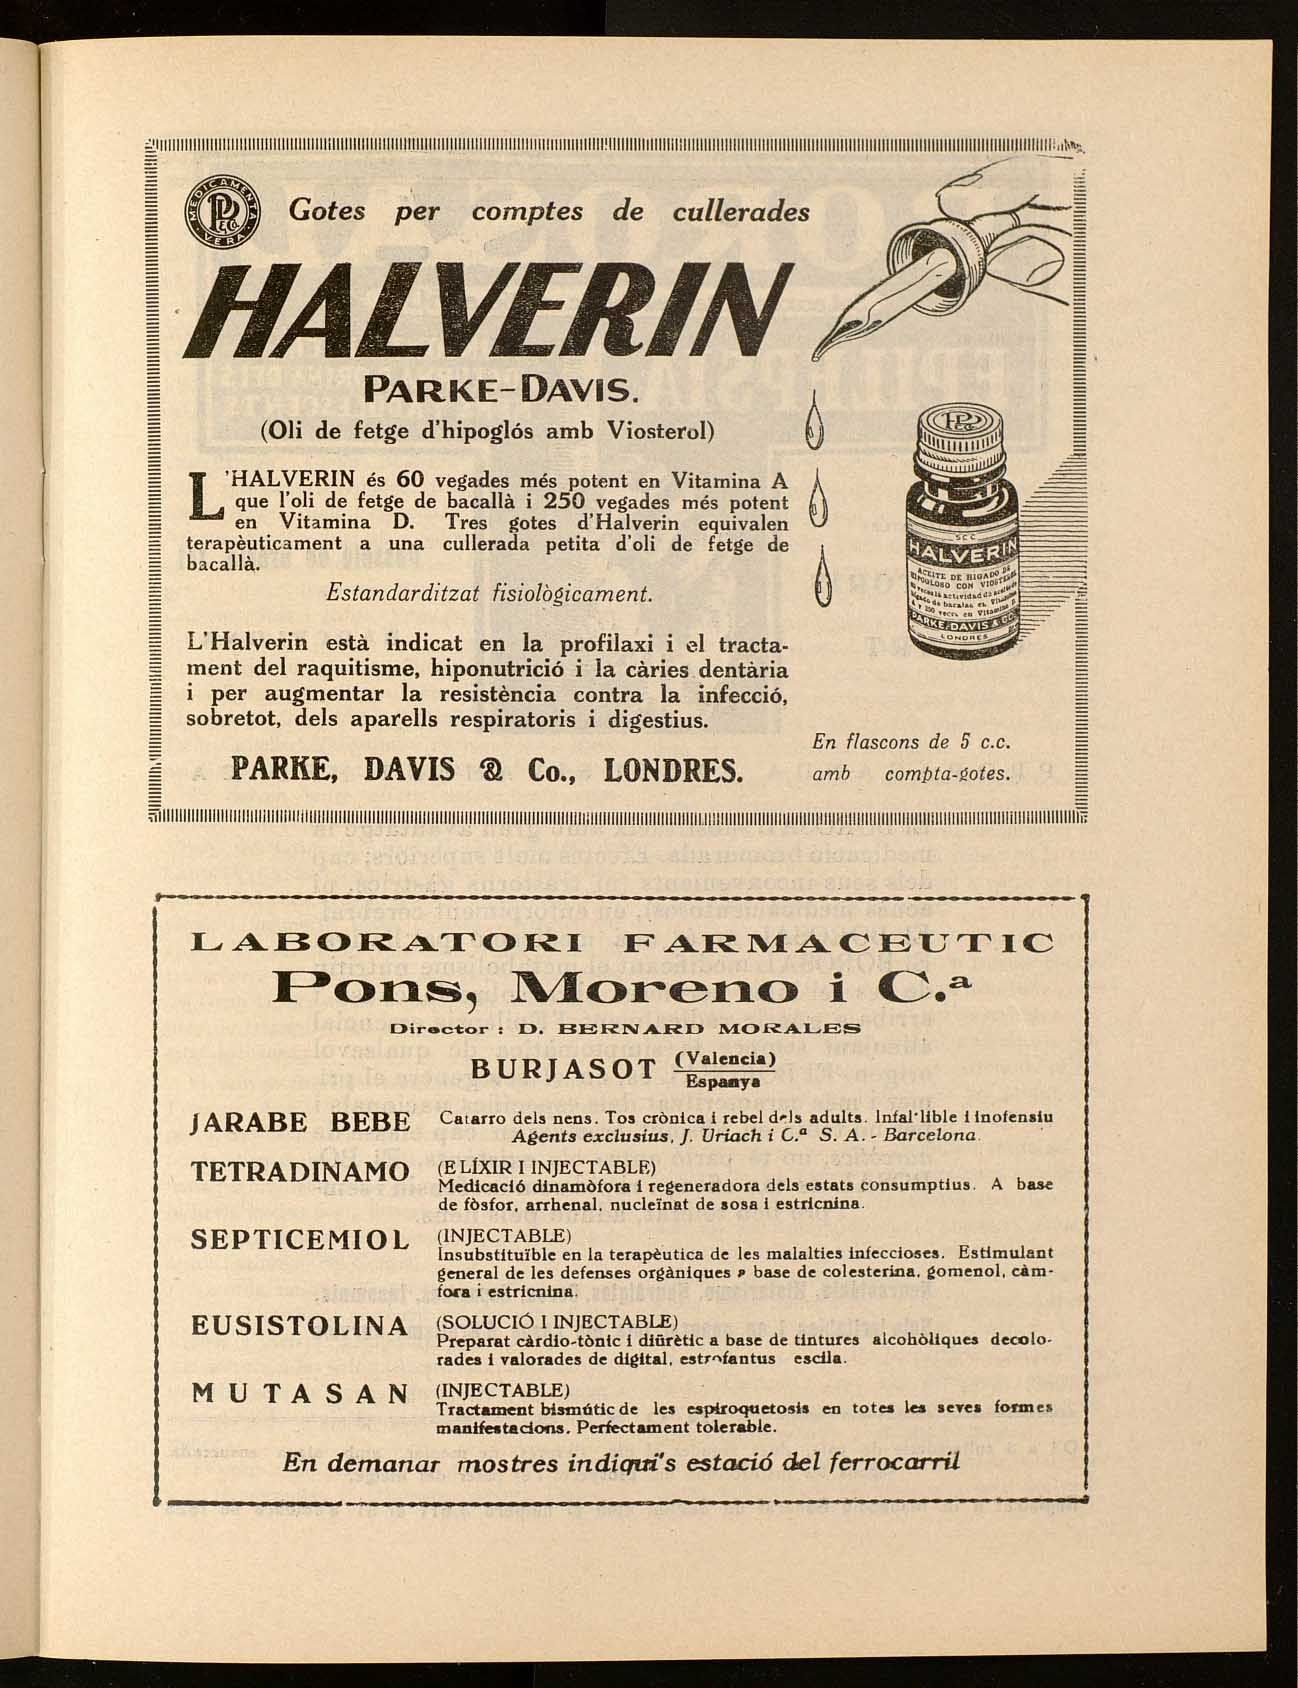 MEDICAMENTA VERA
Gotes per comptes de cullerades
HALVERIN
PARKE-DAVIS.
(Oli de fetge d'hipoglós amb Viosterol)
L'HALVERIN és 60 vegades més potent en Vitamina A
que l'oli de fetge de bacallà i 250 vegades més potent
en Vitamina D. Tres gotes d'Halverin equivalen
terapèuticament a una cullerada petita d'oli de fetge de
bacallà.
Estandarditzat fisiològicament.
L'Halverin està indicat en la profilaxi i el tracta-
ment del raquitisme, hiponutrició i la càries dentària
i per augmentar la resistència contra la infecció,
sobretot, dels aparells respiratoris i digestius.
PARKE, DAVIS & Co., LONDRES.
5 C C
HALVERIN
ACEITE DE HIGADO DE
HIPOGLOSO CON VIOSTEROL
PARKE, DAVIS & CO.
LONDRES
En flascons de 5 c.c.
amb compta-gotes.
LABORATORI FARMACEUTIC
Pons, Moreno i C.ª
Director : D. BERNARD MORALES
BURJASOT (Valencia) Espanya
JARABE BEBE Catarro dels nens. Tos crònica i rebel dels adults. Infal'lible i inofensiu
Agents exclusius, J. Uriach i C.ª S. A. - Barcelona.
TETRADINAMO (ELÍXIR I INJECTABLE)
Medicació dinamòfora i regeneradora dels estats consumptius. A base
de fòsfor, arrhenal, nucleïnat de sosa i estricnina.
SEPTICEMIOL (INJECTABLE)
Insubstituïble en la terapèutica de les malalties infeccioses. Estimulant
general de les defenses orgàniques a base de colesterina, gomenol, càm-
fora i estricnina.
EUSISTOLINA (SOLUCIÓ I INJECTABLE)
Preparat càrdio-tònic i diürètic a base de tintures alcohòliques decolo-
rades i valorades de digital, estrofantus escila.
MUTASAN (INJECTABLE)
Tractament bismútic de les espiroquetosis en totes les seves formes
manifestacions. Perfectament tolerable.
En demanar mostres indiqui's estació del ferrocarril